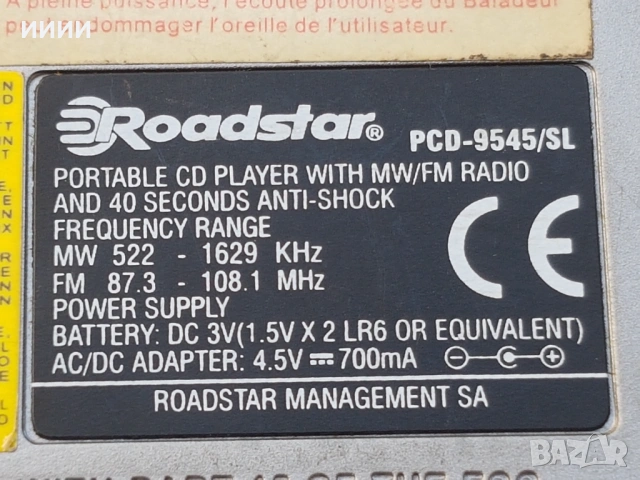 A pleine puissance, l'écoute prolongée du Baladeur
ииии
endommager l'oreille de l'utilisateur.
Roadstar® PCD-9545/SL
PORTABLE CD PLAYER WITH MW/FM RADIO
AND 40 SECONDS ANTI-SHOCK
FREQUENCY RANGE
MW 522 - 1629 KHz
FM 87.3 - 108.1 MHz
CE
POWER SUPPLY
BATTERY: DC 3V(1.5V X 2 LR6 OR EQUIVALENT)
AC/DC ADAPTER: 4.5V 700mA
ROADSTAR MANAGEMENT SA
BAZAR